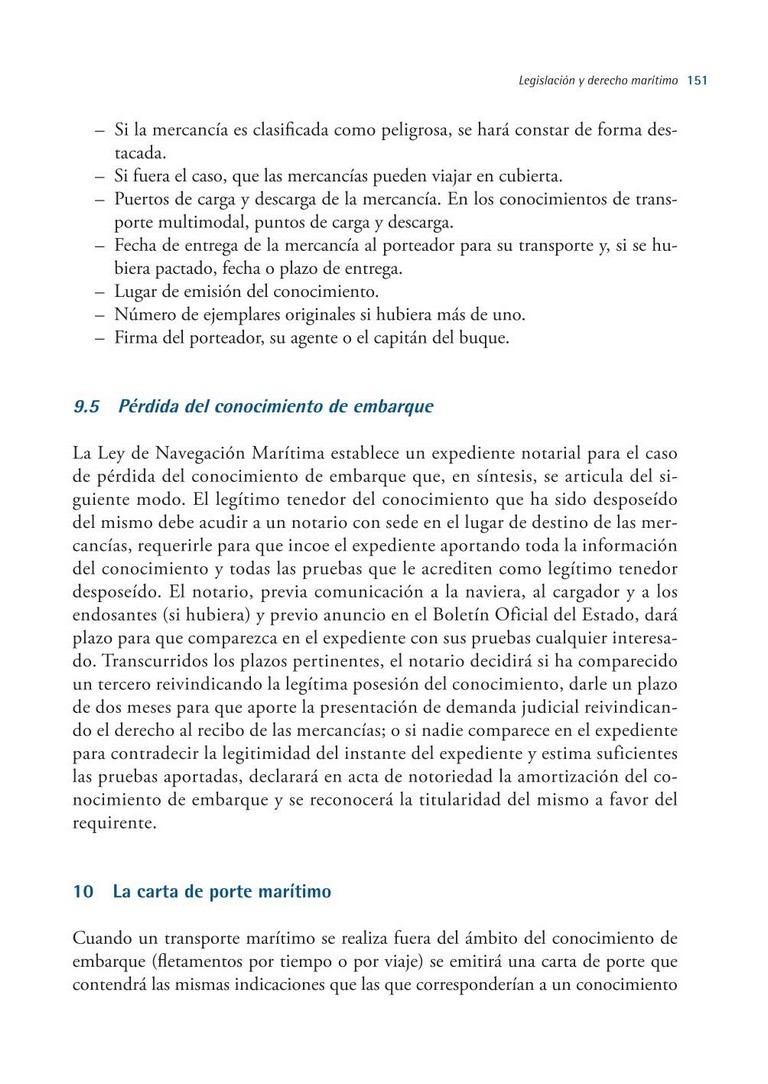 Legislación y derecho marítimo 151
– Si la mercancía es clasificada como peligrosa, se hará constar de forma des-
tacada.
– Si fuera el caso, que las mercancías pueden viajar en cubierta.
– Puertos de carga y descarga de la mercancía. En los conocimientos de trans-
porte multimodal, puntos de carga y descarga.
– Fecha de entrega de la mercancía al porteador para su transporte y, si se hu-
biera pactado, fecha o plazo de entrega.
– Lugar de emisión del conocimiento.
– Número de ejemplares originales si hubiera más de uno.
– Firma del porteador, su agente o el capitán del buque.
9.5 Pérdida del conocimiento de embarque
La Ley de Navegación Marítima establece un expediente notarial para el caso
de pérdida del conocimiento de embarque que, en síntesis, se articula del si-
guiente modo. El legítimo tenedor del conocimiento que ha sido desposeído
del mismo debe acudir a un notario con sede en el lugar de destino de las mer-
cancías, requerirle para que incoe el expediente aportando toda la información
del conocimiento y todas las pruebas que le acrediten como legítimo tenedor
desposeído. El notario, previa comunicación a la naviera, al cargador y a los
endosantes (si hubiera) y previo anuncio en el Boletín Oficial del Estado, dará
plazo para que comparezca en el expediente con sus pruebas cualquier interesa-
do. Transcurridos los plazos pertinentes, el notario decidirá si ha comparecido
un tercero reivindicando la legítima posesión del conocimiento, darle un plazo
de dos meses para que aporte la presentación de demanda judicial reivindican-
do el derecho al recibo de las mercancías; o si nadie comparece en el expediente
para contradecir la legitimidad del instante del expediente y estima suficientes
las pruebas aportadas, declarará en acta de notoriedad la amortización del co-
nocimiento de embarque y se reconocerá la titularidad del mismo a favor del
requirente.
10 La carta de porte marítimo
Cuando un transporte marítimo se realiza fuera del ámbito del conocimiento de
embarque (fletamentos por tiempo o por viaje) se emitirá una carta de porte que
contendrá las mismas indicaciones que las que corresponderían a un conocimiento